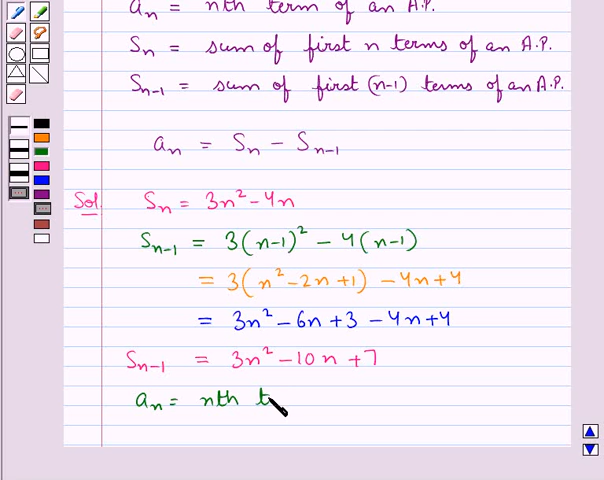 aₙ = nth term of an A.P.
Sₙ = sum of first n terms of an A.P.
Sₙ₋₁ = sum of first (n-1) terms of an A.P.
aₙ = Sₙ - Sₙ₋₁
Sol. Sₙ = 3n² - 4n
Sₙ₋₁ = 3(n-1)² - 4(n-1)
= 3(n² - 2n + 1) - 4n + 4
= 3n² - 6n + 3 - 4n + 4
Sₙ₋₁ = 3n² - 10n + 7
aₙ = nth t